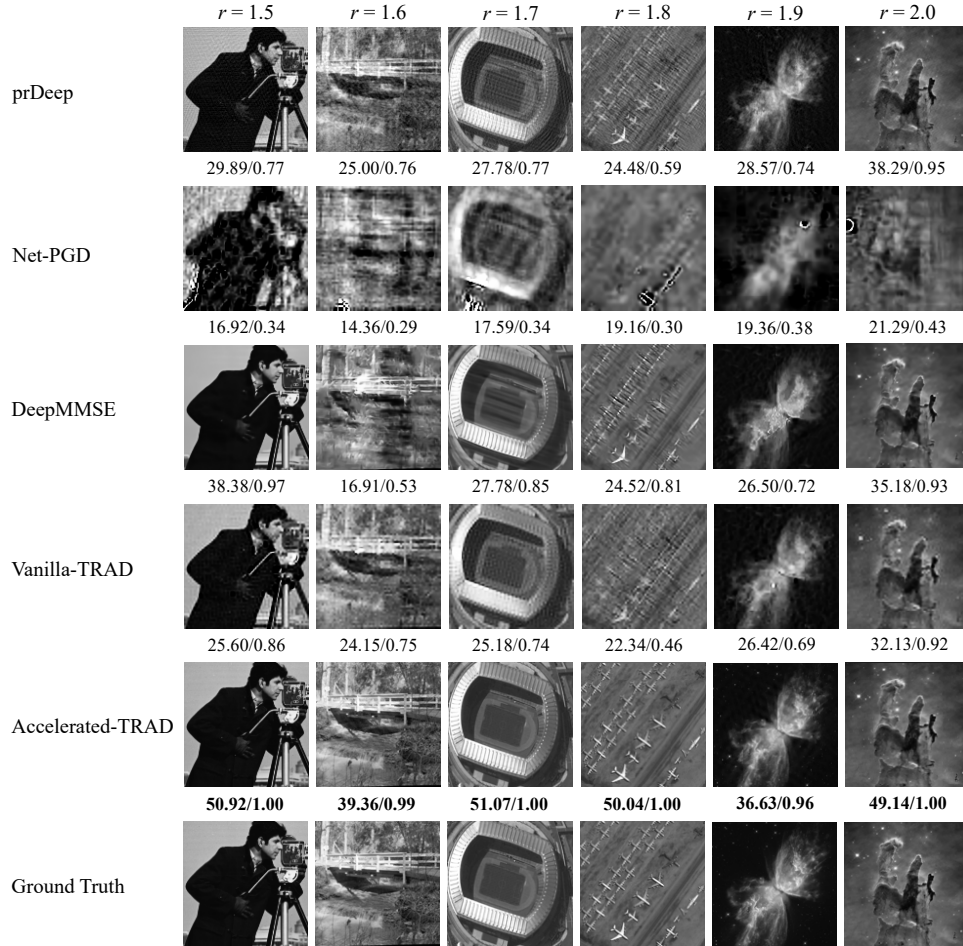 r = 1.5 r = 1.6 r = 1.7 r = 1.8 r = 1.9 r = 2.0
prDeep
29.89/0.77 25.00/0.76 27.78/0.77 24.48/0.59 28.57/0.74 38.29/0.95
Net-PGD
16.92/0.34 14.36/0.29 17.59/0.34 19.16/0.30 19.36/0.38 21.29/0.43
DeepMMSE
38.38/0.97 16.91/0.53 27.78/0.85 24.52/0.81 26.50/0.72 35.18/0.93
Vanilla-TRAD
25.60/0.86 24.15/0.75 25.18/0.74 22.34/0.46 26.42/0.69 32.13/0.92
Accelerated-TRAD
50.92/1.00 39.36/0.99 51.07/1.00 50.04/1.00 36.63/0.96 49.14/1.00
Ground Truth